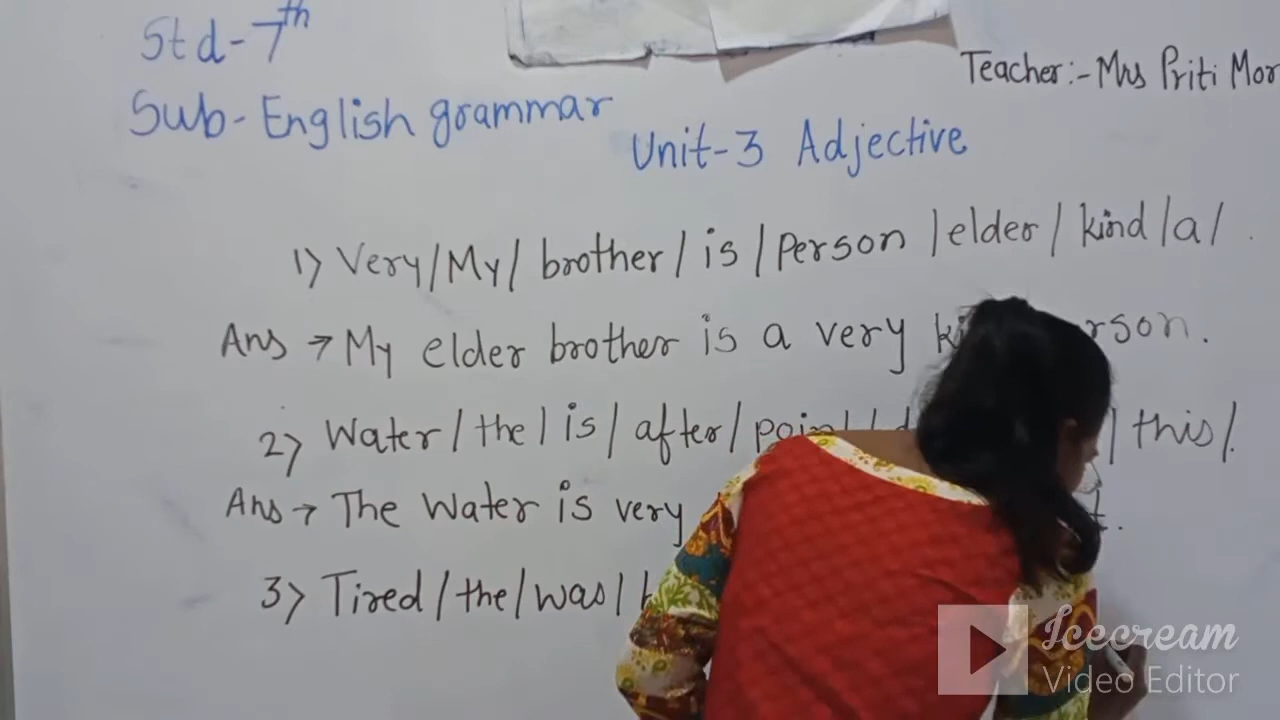 Std-7th
Teacher:- Mrs Priti Mor
Sub-English grammar
Unit-3 Adjective
1) Very/My/ brother/ is/person/elder/kind/a/.
Ans → My elder brother is a very
2) Water/the/is/after/ /this/.
Ans → The Water is very
3) Tired/the/was/
Icecream
Video Editor